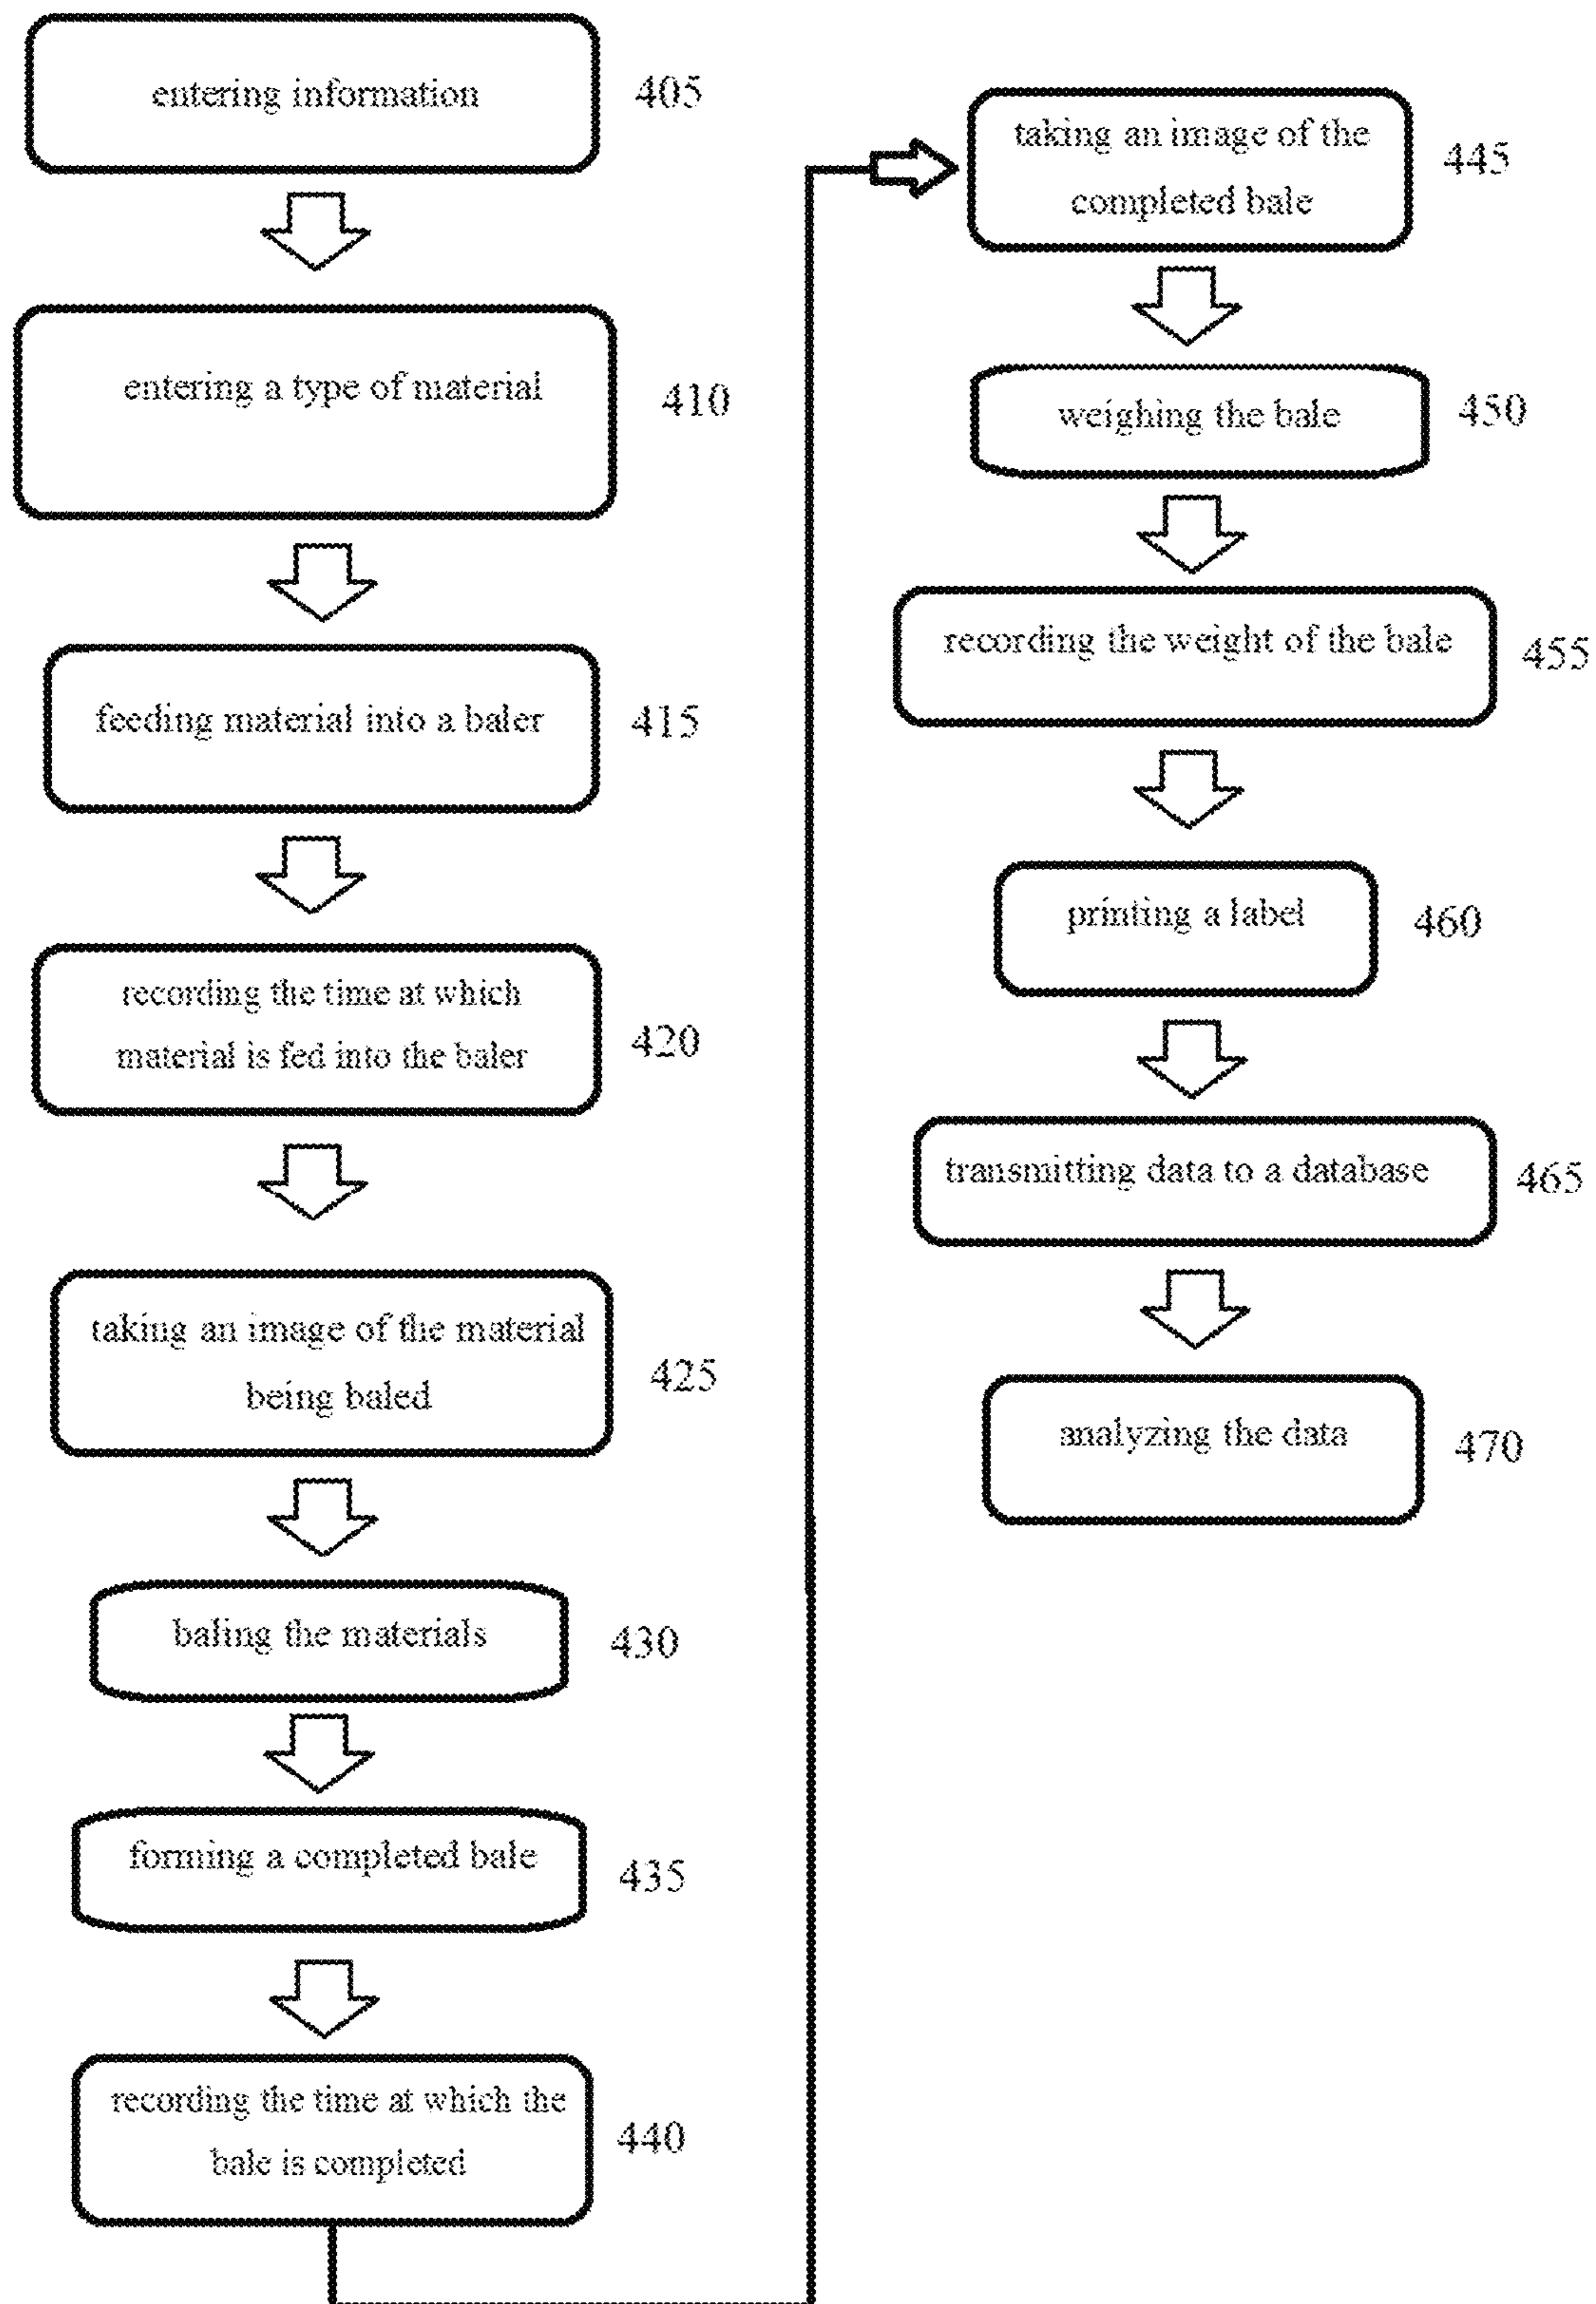 entering information
405
entering a type of material
410
feeding material into a baler
415
recording the time at which
material is fed into the baler
420
taking an image of the material
being baled
425
baling the materials
430
forming a completed bale
435
recording the time at which the
bale is completed
440
taking an image of the
completed bale
445
weighing the bale
450
recording the weight of the bale
455
printing a label
460
transmitting data to a database
465
analyzing the data
470